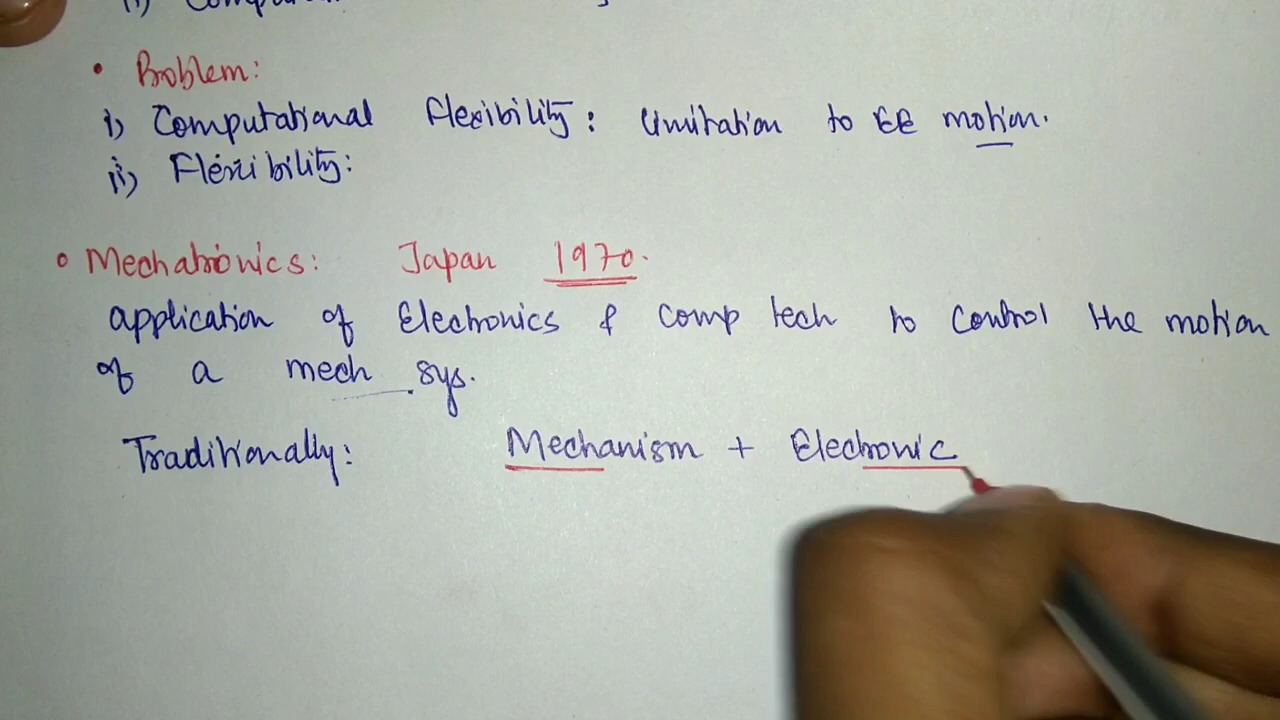 • Problem:
i) Computational Flexibility: limitation to EE motion.
ii) Flexibility:
• Mechatronics: Japan 1970.
application of Electronics & comp tech to control the motion
of a mech sys.
Traditionally: Mechanism + Electronic